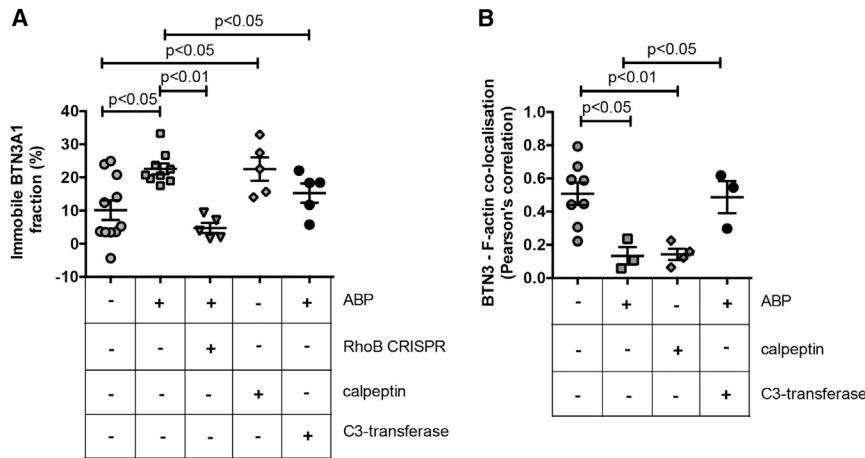 A
p<0.05
p<0.05
p<0.01
p<0.05
Immobile BTN3A1
fraction (%)
40
30
20
10
0
-10
- + + - + ABP
- - + - - RhoB CRISPR
- - - + - calpeptin
- - - - + C3-transferase
B
p<0.05
p<0.01
p<0.05
BTN3 - F-actin co-localisation
(Pearson's correlation)
1.0
0.8
0.6
0.4
0.2
0.0
- + - + ABP
- - + - calpeptin
- - - + C3-transferase